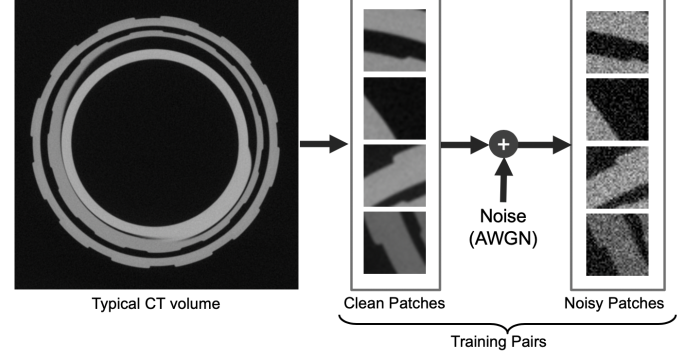 +
Noise
(AWGN)
Typical CT volume
Clean Patches
Noisy Patches
Training Pairs